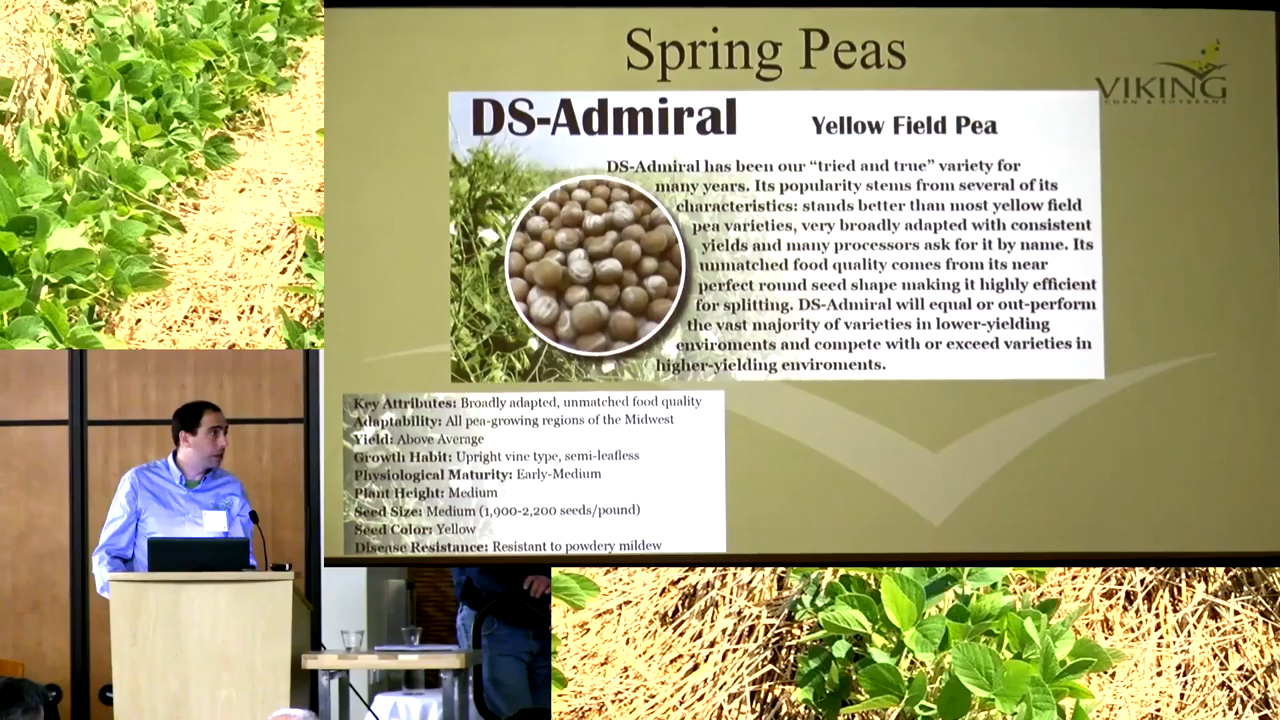 Spring Peas
VIKING
CORN & SOYBEANS
DS-Admiral
Yellow Field Pea
DS-Admiral has been our “tried and true” variety for
many years. Its popularity stems from several of its
characteristics: stands better than most yellow field
pea varieties, very broadly adapted with consistent
yields and many processors ask for it by name. Its
unmatched food quality comes from its near
perfect round seed shape making it highly efficient
for splitting. DS-Admiral will equal or out-perform
the vast majority of varieties in lower-yielding
enviroments and compete with or exceed varieties in
higher-yielding enviroments.
Key Attributes: Broadly adapted, unmatched food quality
Adaptability: All pea-growing regions of the Midwest
Yield: Above Average
Growth Habit: Upright vine type, semi-leafless
Physiological Maturity: Early-Medium
Plant Height: Medium
Seed Size: Medium (1,900-2,200 seeds/pound)
Seed Color: Yellow
Disease Resistance: Resistant to powdery mildew